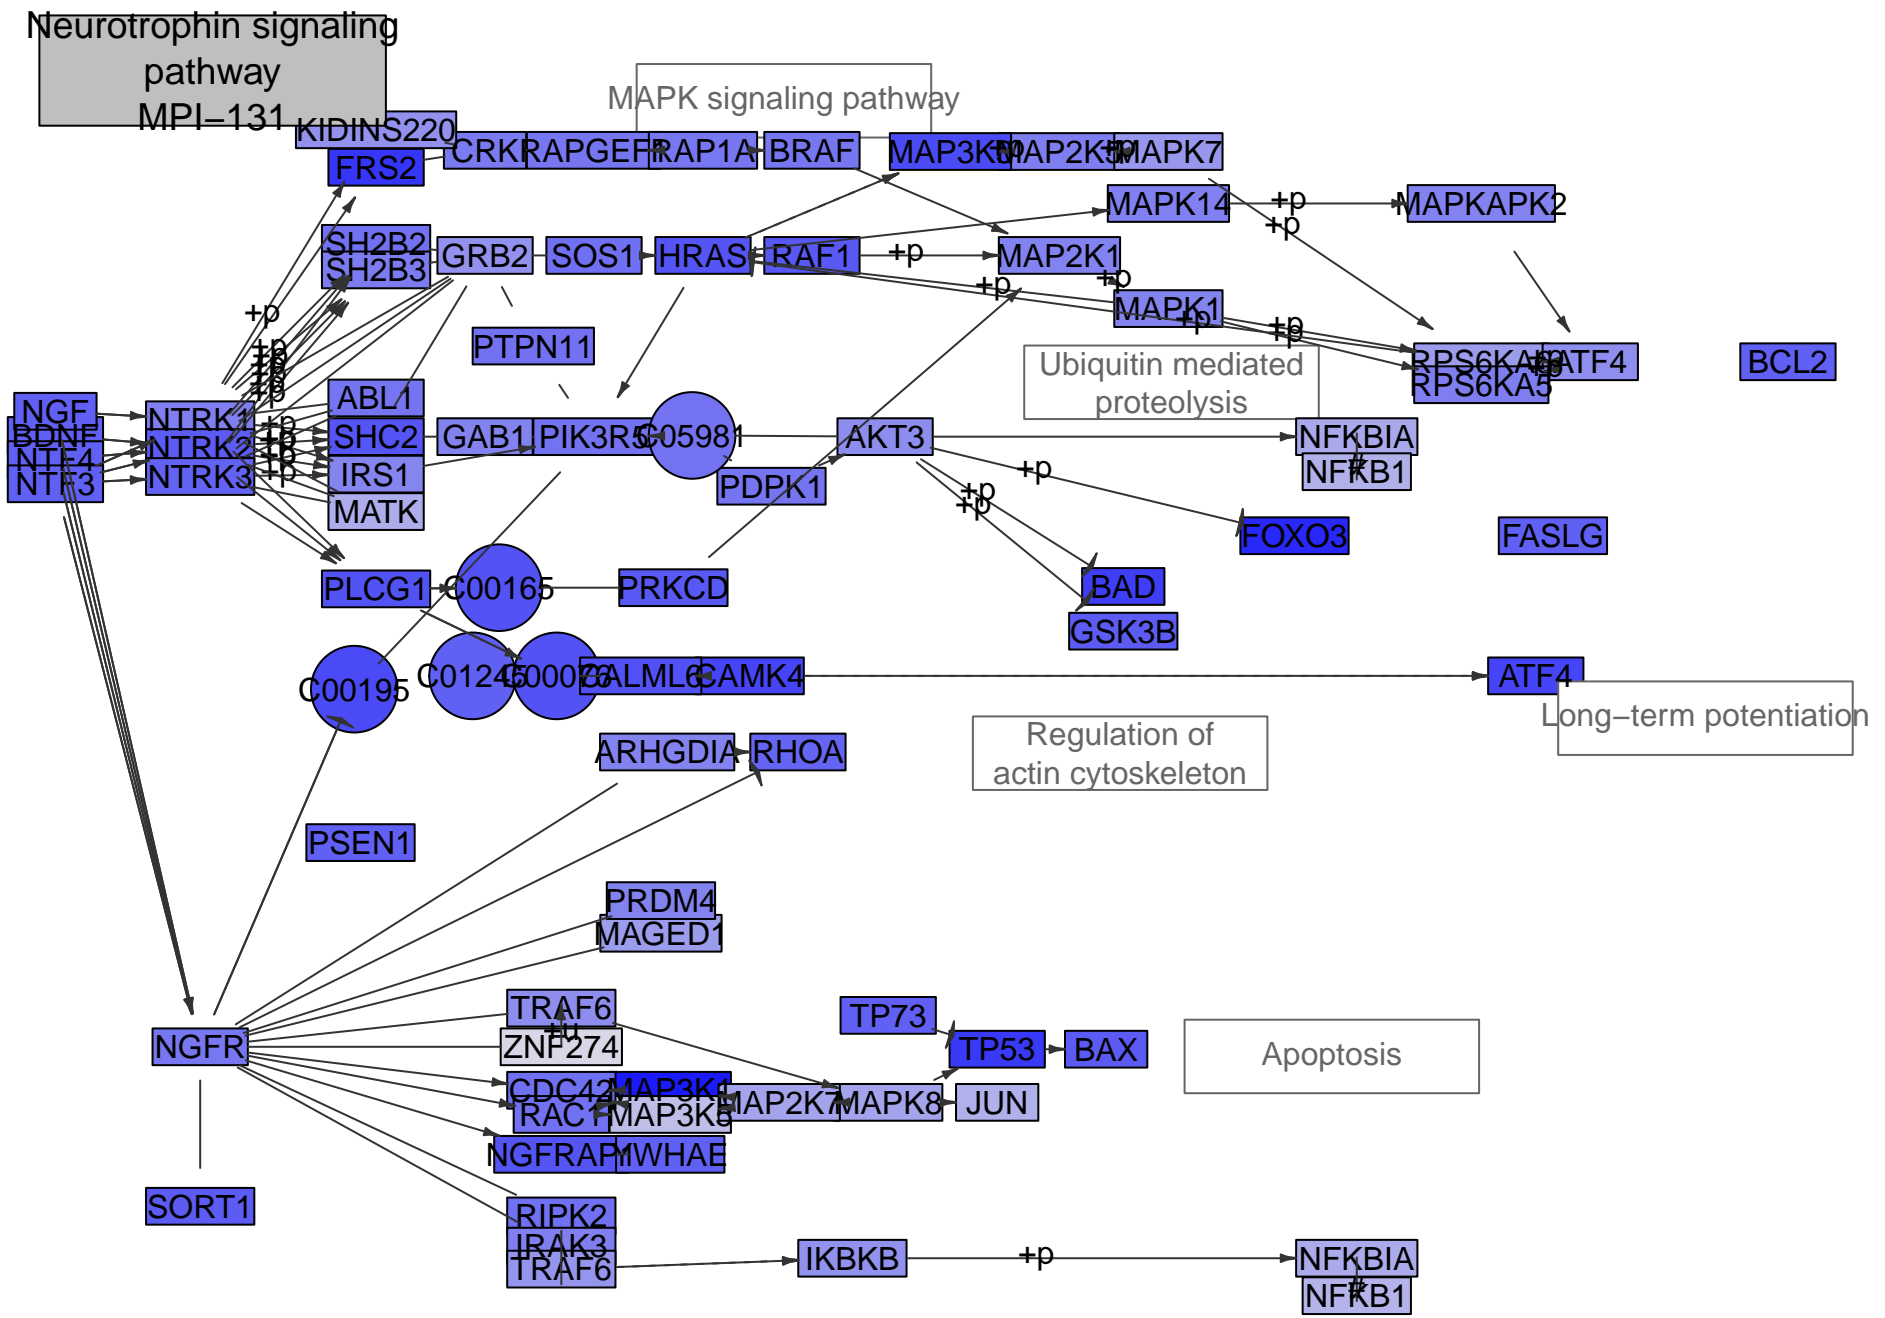 Neurotrophin signaling
pathway
MPI−131
MAPK signaling pathway
KIDINS220
FRS2
CRK
RAPGEF1
RAP1A
BRAF
MAP3K3
+p
MAP2K5
+p
MAPK7
MAPK14
+p
MAPKAPK2
+p
SH2B2
SH2B3
GRB2
SOS1
HRAS
RAF1
+p
MAP2K1
+p
+p
MAPK1
+p
+p
+p
+p
PTPN11
Ubiquitin mediated
proteolysis
RPS6KA5
RPS6KA5
+p
+p
ATF4
BCL2
+p
+p
+p
+p
+p
NGF
BDNF
NTF4
NTF3
NTRK1
NTRK2
NTRK3
+p
+p
+p
+p
ABL1
SHC2
IRS1
MATK
GAB1
PIK3R5
C05981
PDPK1
AKT3
+p
+p
+p
NFKBIA
NFKB1
FOXO3
FASLG
PLCG1
C00165
PRKCD
BAD
GSK3B
C00195
C01245
C00076
CALML6
CAMK4
ATF4
Long−term potentiation
ARHGDIA
RHOA
Regulation of
actin cytoskeleton
PSEN1
PRDM4
MAGED1
TRAF6
+u
ZNF274
NGFR
TP73
TP53
BAX
Apoptosis
CDC42
RAC1
MAP3K1
MAP3K5
MAP2K7
MAPK8
JUN
NGFRAP1
YWHAE
SORT1
RIPK2
IRAK3
TRAF6
IKBKB
+p
NFKBIA
NFKB1